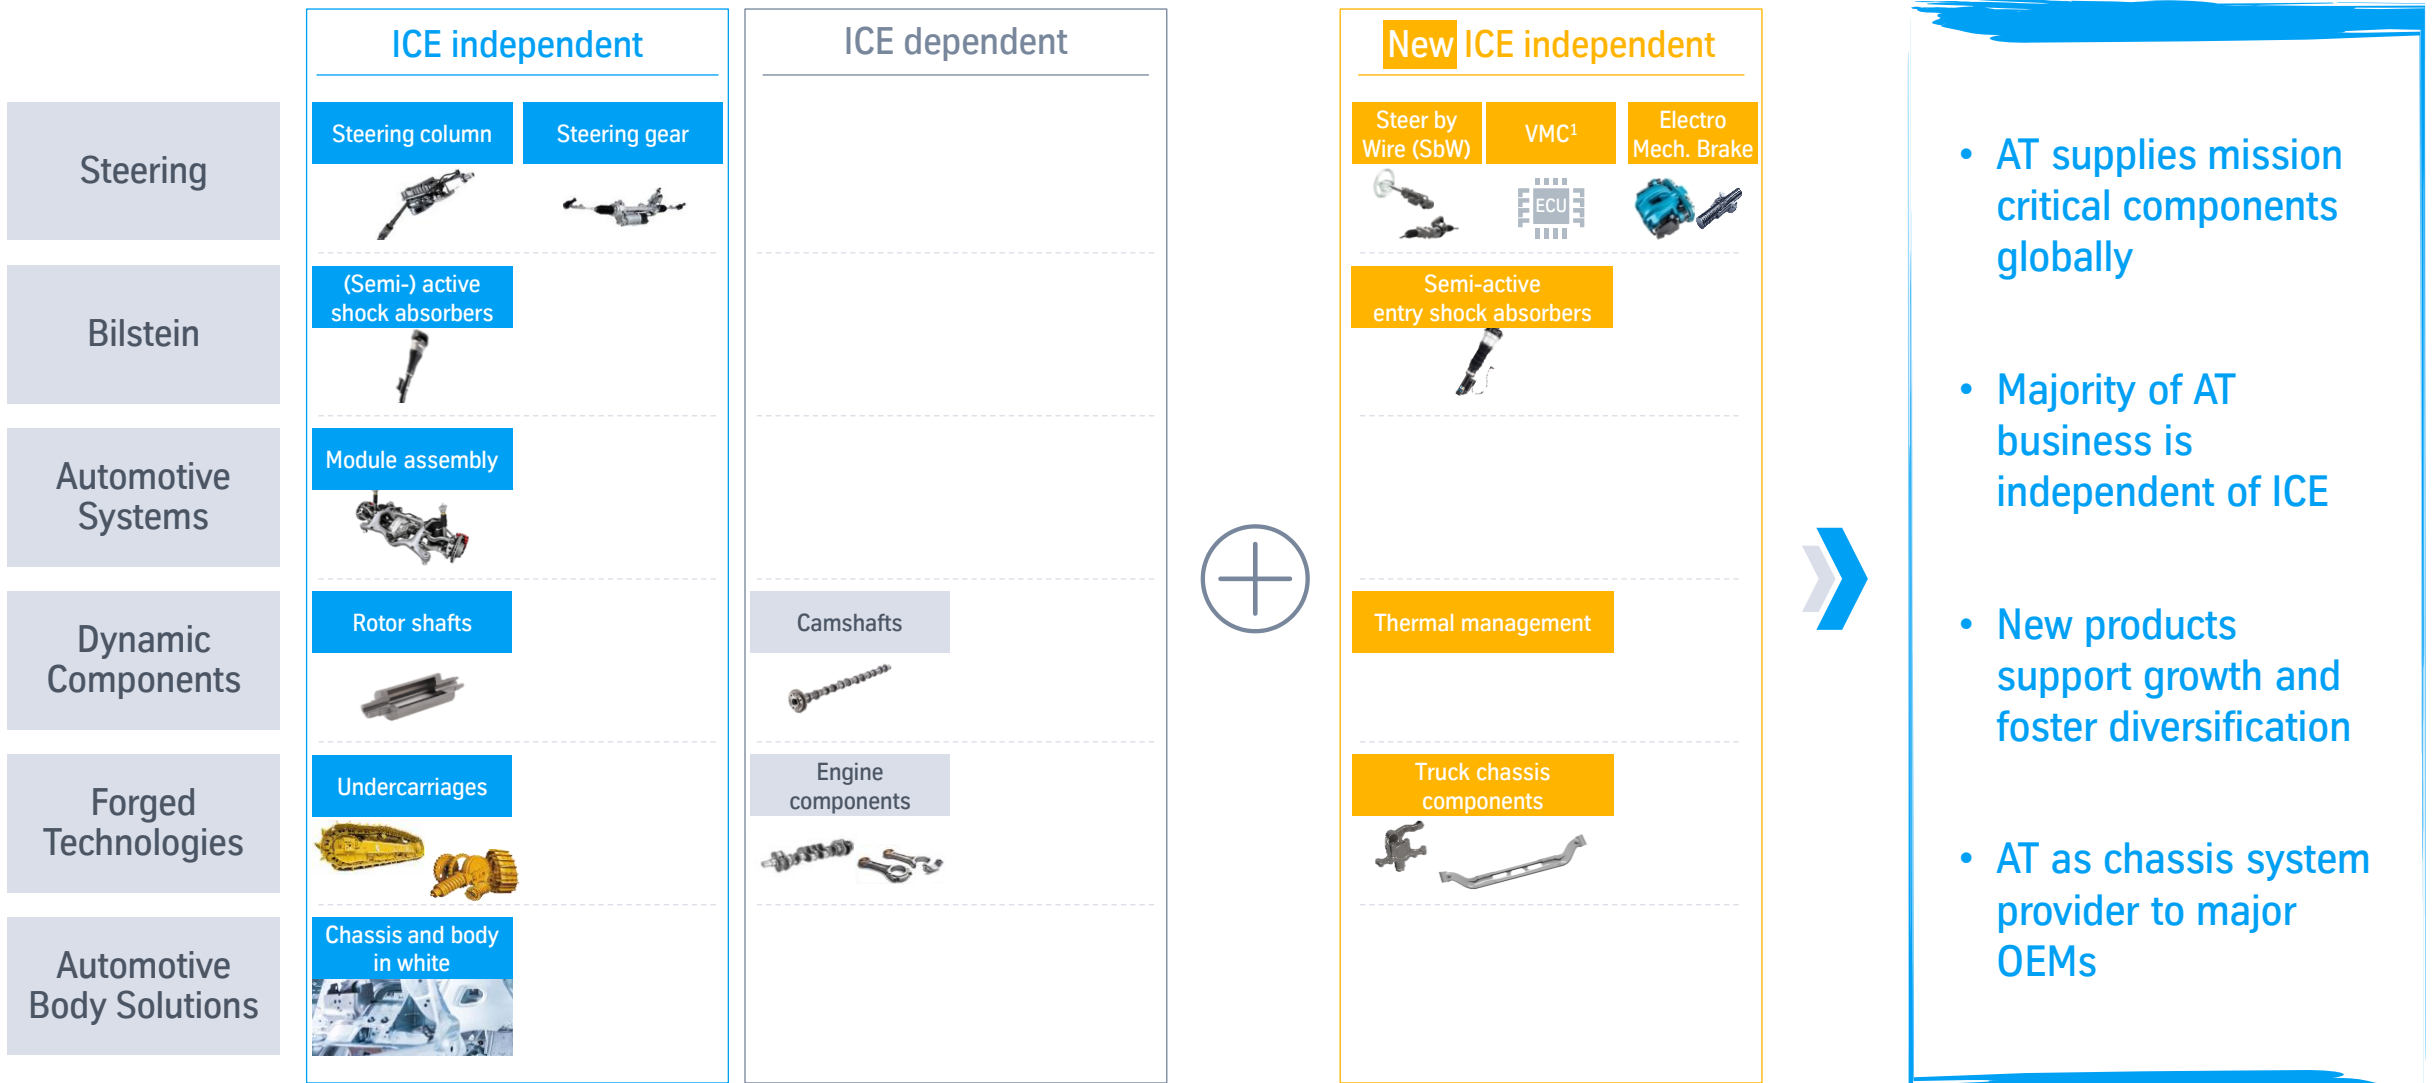 ICE independent
ICE dependent
New ICE independent
Steering
Steering column
Steering gear
Steer by
Wire (SbW)
VMC¹
Electro
Mech. Brake
ECU
Bilstein
(Semi-) active
shock absorbers
Semi-active
entry shock absorbers
Automotive
Systems
Module assembly
Dynamic
Components
Rotor shafts
Camshafts
Thermal management
Forged
Technologies
Undercarriages
Engine
components
Truck chassis
components
Automotive
Body Solutions
Chassis and body
in white
• AT supplies mission
critical components
globally
• Majority of AT
business is
independent of ICE
• New products
support growth and
foster diversification
• AT as chassis system
provider to major
OEMs